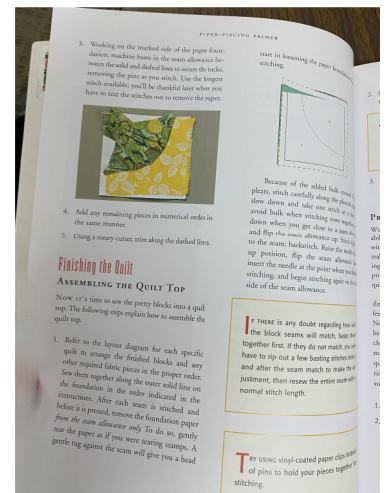 PAPER-PIECING PRIMER
3. Working on the marked side of the paper foun-
dation, machine baste in the seam allowance be-
tween the solid and dashed lines to secure the tucks,
removing the pins as you stitch. Use the longest
stitch available; you'll be thankful later when you
have to tear the stitches out to remove the paper.
4. Add any remaining pieces in numerical order in
the same manner.
5. Using a rotary cutter, trim along the dashed lines.
Finishing the Quilt
ASSEMBLING THE QUILT TOP
NOW IT'S time to sew the pretty blocks into a quilt
top. The following steps explain how to assemble the
quilt top.
1. Refer to the layout diagram for each specific
quilt to arrange the finished blocks and any
other required fabric pieces in the proper order.
Sew them together along the outer solid line on
the foundation in the order indicated in the
instructions. After each seam is stitched and
before it is pressed, remove the foundation paper
from the seam allowance only. To do so, gently
tear the paper as if you were tearing stamps. A
gentle tug against the seam will give you a head
start in loosening the paper
stitching.
Because of the added bulk
pleats, stitch carefully along the
slow down and take one stitch at a
avoid bulk when stitching rows
down when you get close to a seam
and flip the seam allowance up. Stitch
to the seam; backstitch. Raise the needle
up position, flip the seam allowance
insert the needle at the point where you
stitching, and begin stitching again on
side of the seam allowance.
IF THERE is any doubt regarding how
the block seams will match, baste
together first. If they do not match, you
have to rip out a few basting stitches
and after the seam match to make the
justment, then resew the entire seam
normal stitch length.
TRY USING vinyl-coated paper clips instead
of pins to hold your pieces together
stitching.